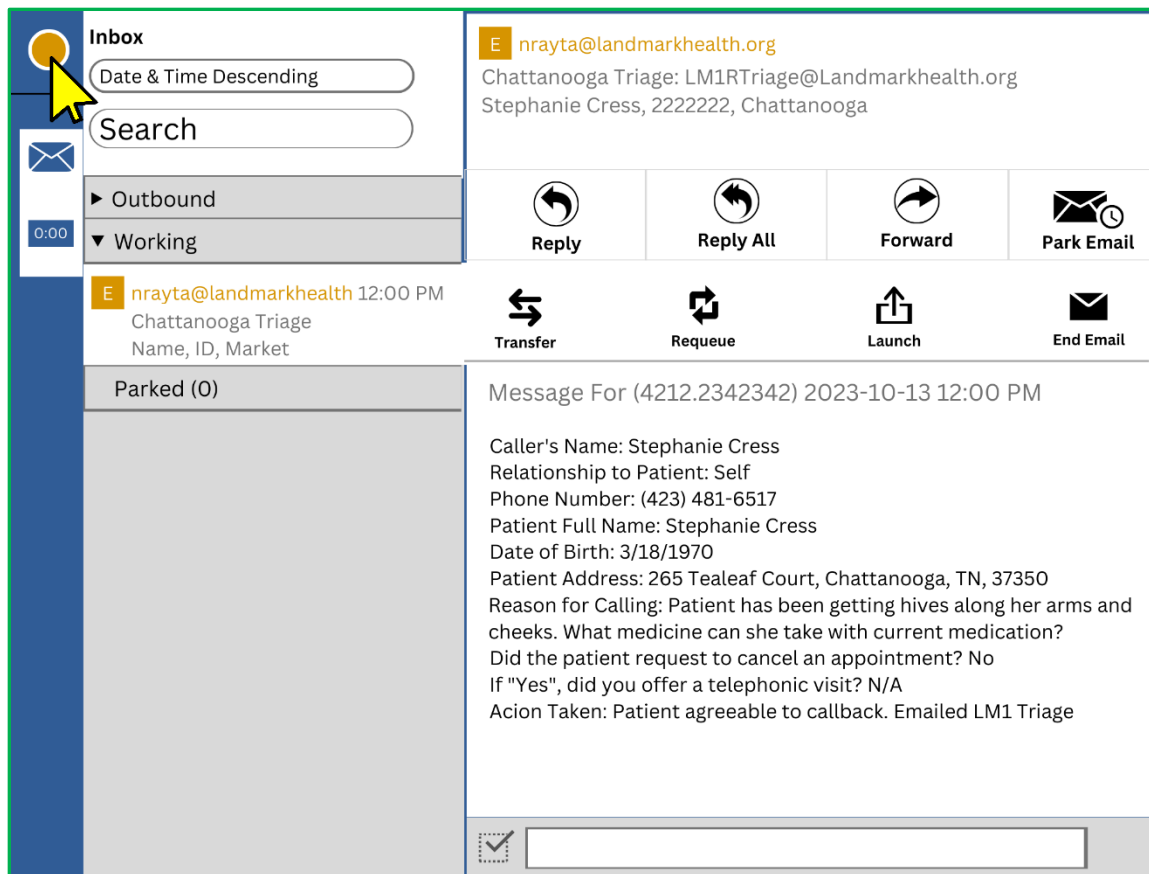 Inbox
Date & Time Descending
Search
0:00
▶ Outbound
▼ Working
E nrayta@landmarkhealth 12:00 PM
Chattanooga Triage
Name, ID, Market
Parked (0)
E nrayta@landmarkhealth.org
Chattanooga Triage: LM1RTriage@Landmarkhealth.org
Stephanie Cress, 2222222, Chattanooga
Reply
Reply All
Forward
Park Email
Transfer
Requeue
Launch
End Email
Message For (4212.2342342) 2023-10-13 12:00 PM
Caller's Name: Stephanie Cress
Relationship to Patient: Self
Phone Number: (423) 481-6517
Patient Full Name: Stephanie Cress
Date of Birth: 3/18/1970
Patient Address: 265 Tealeaf Court, Chattanooga, TN, 37350
Reason for Calling: Patient has been getting hives along her arms and
cheeks. What medicine can she take with current medication?
Did the patient request to cancel an appointment? No
If "Yes", did you offer a telephonic visit? N/A
Acion Taken: Patient agreeable to callback. Emailed LM1 Triage